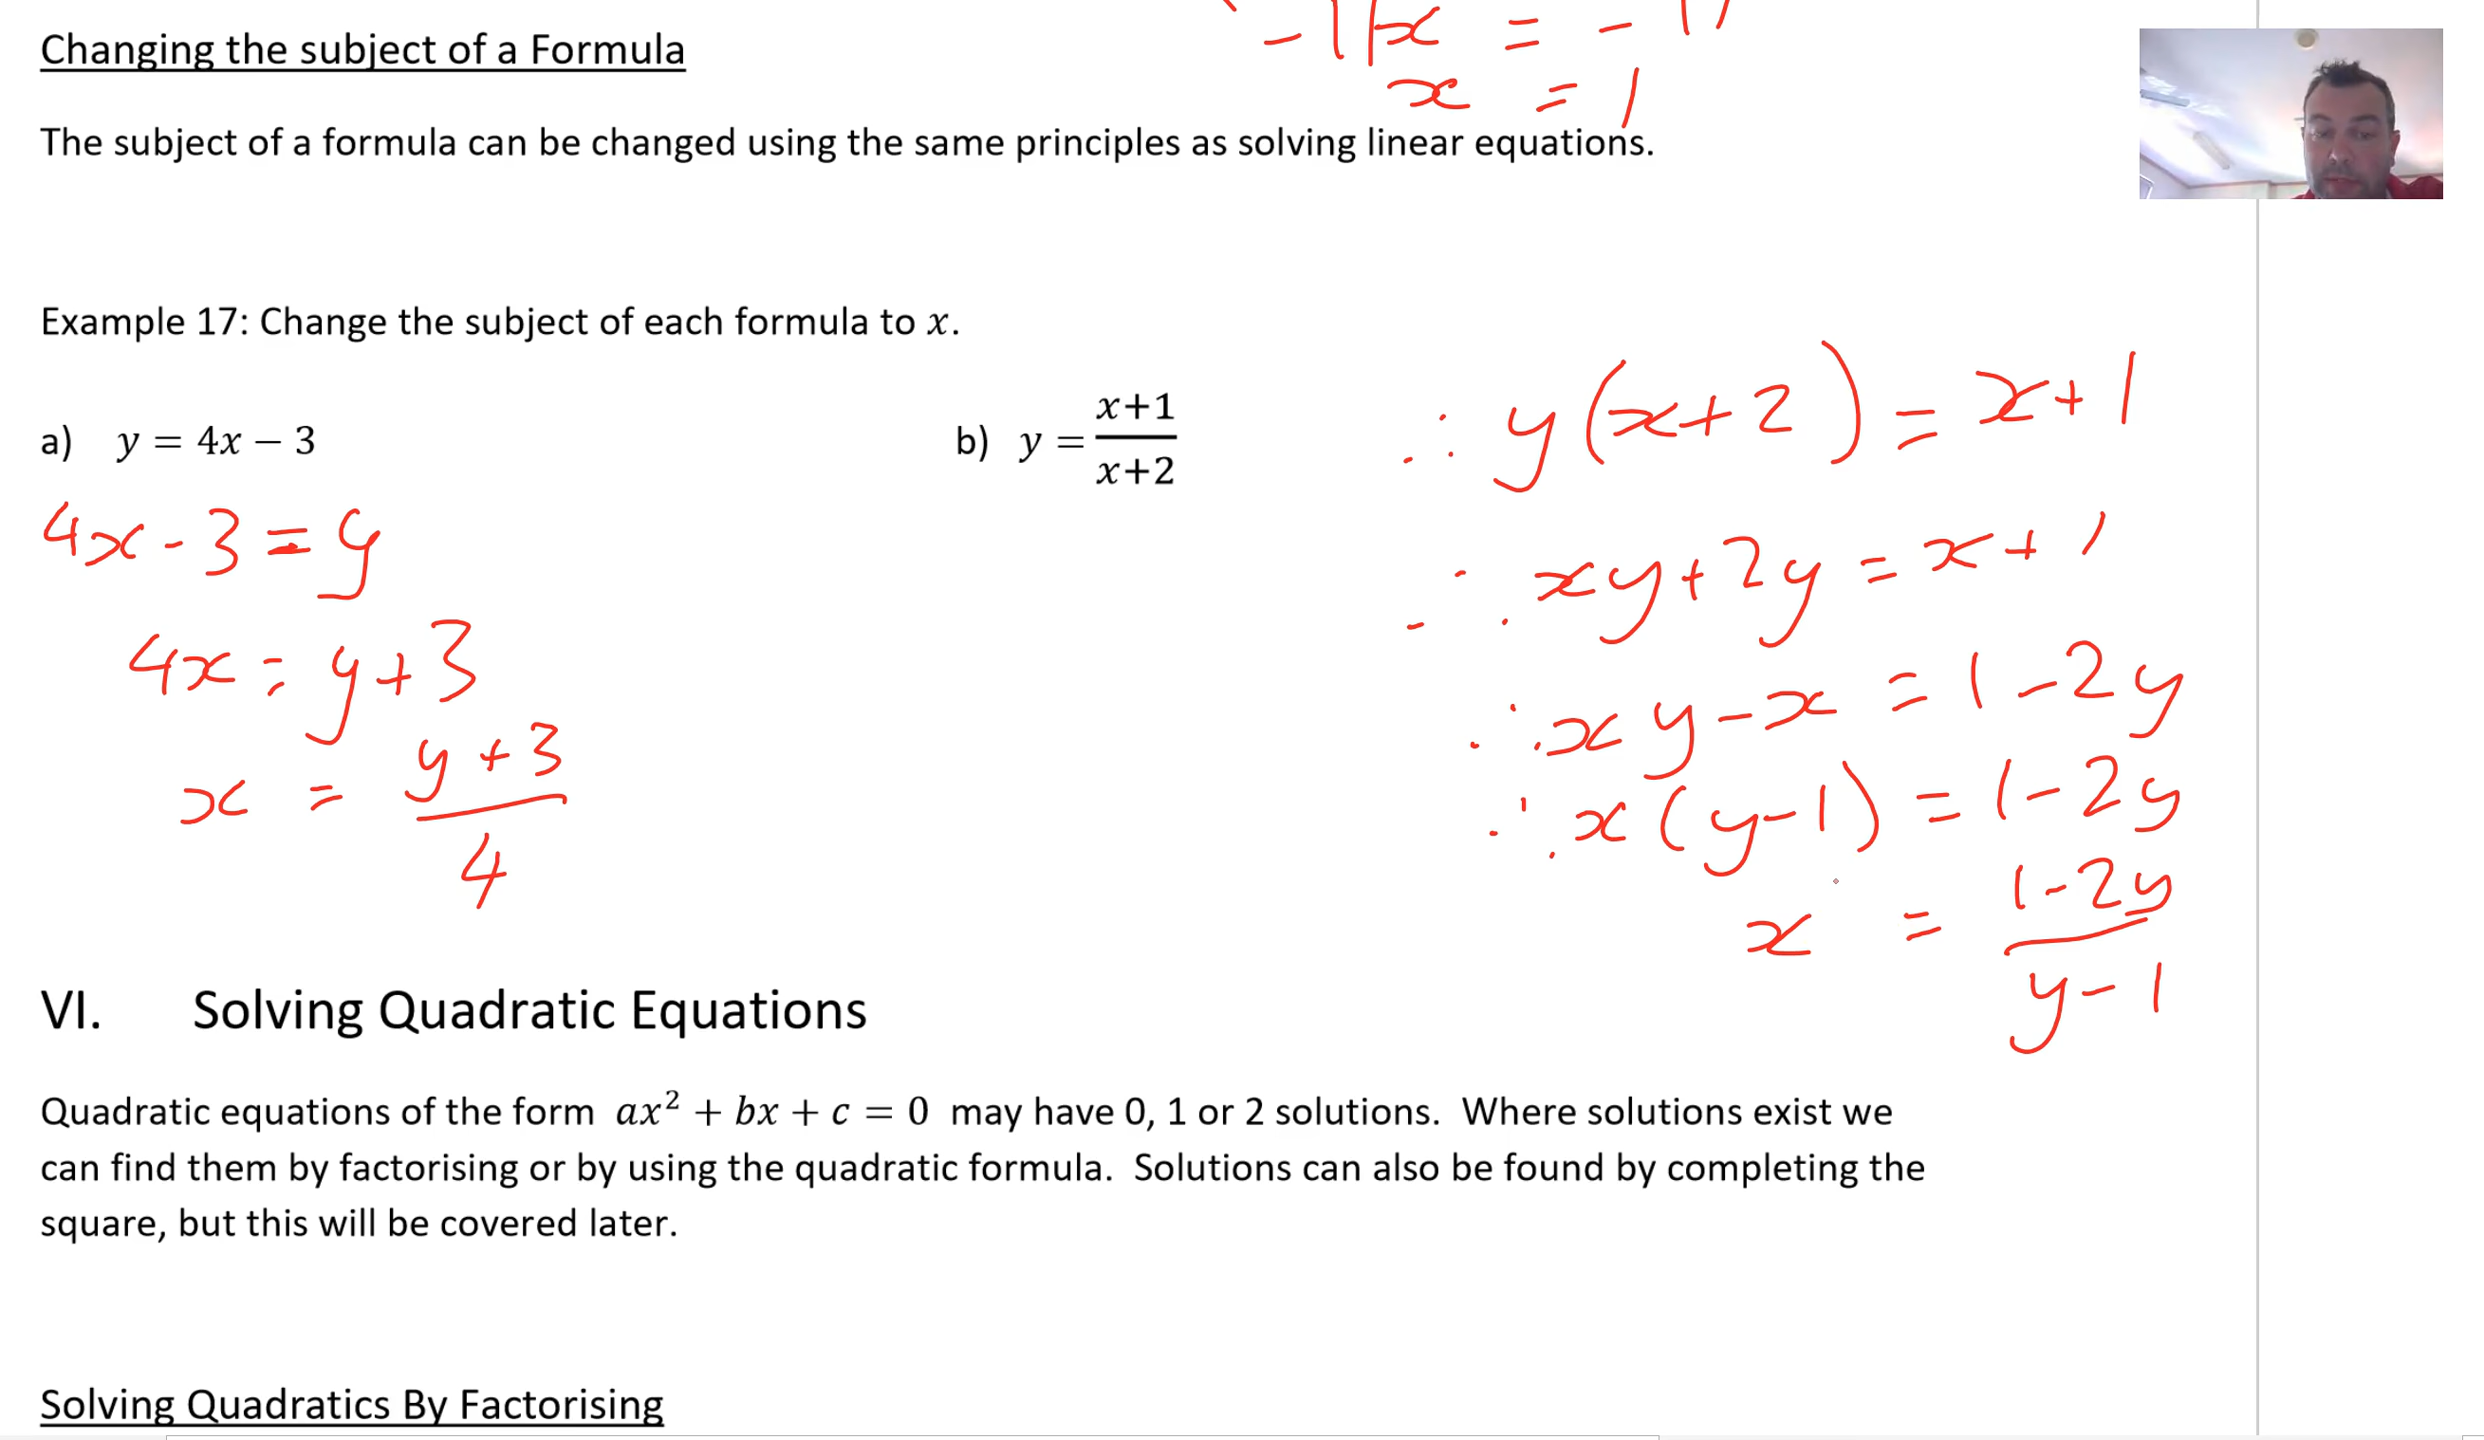 -11x = -11
x = 1
Changing the subject of a Formula
The subject of a formula can be changed using the same principles as solving linear equations.
Example 17: Change the subject of each formula to x.
a) y = 4x − 3
4x - 3 = y
4x = y + 3
x = (y + 3)/4
b) y = (x+1)/(x+2)
∴ y(x+2) = x+1
∴ xy + 2y = x + 1
∴ xy - x = 1 - 2y
∴ x(y-1) = 1 - 2y
x = (1-2y)/(y-1)
VI. Solving Quadratic Equations
Quadratic equations of the form ax² + bx + c = 0 may have 0, 1 or 2 solutions. Where solutions exist we
can find them by factorising or by using the quadratic formula. Solutions can also be found by completing the
square, but this will be covered later.
Solving Quadratics By Factorising